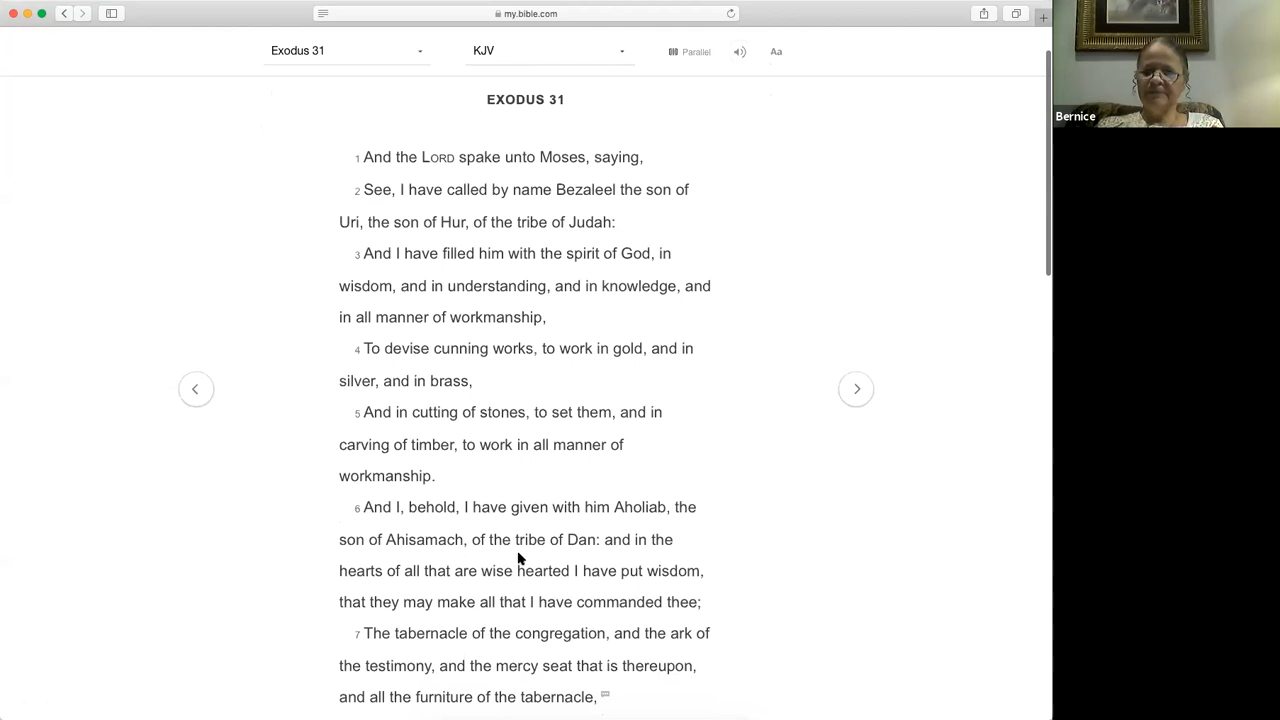 my.bible.com
Exodus 31
KJV
Parallel
Aa
EXODUS 31
1 And the LORD spake unto Moses, saying,
2 See, I have called by name Bezaleel the son of
Uri, the son of Hur, of the tribe of Judah:
3 And I have filled him with the spirit of God, in
wisdom, and in understanding, and in knowledge, and
in all manner of workmanship,
4 To devise cunning works, to work in gold, and in
silver, and in brass,
5 And in cutting of stones, to set them, and in
carving of timber, to work in all manner of
workmanship.
6 And I, behold, I have given with him Aholiab, the
son of Ahisamach, of the tribe of Dan: and in the
hearts of all that are wise hearted I have put wisdom,
that they may make all that I have commanded thee;
7 The tabernacle of the congregation, and the ark of
the testimony, and the mercy seat that is thereupon,
and all the furniture of the tabernacle,
Bernice